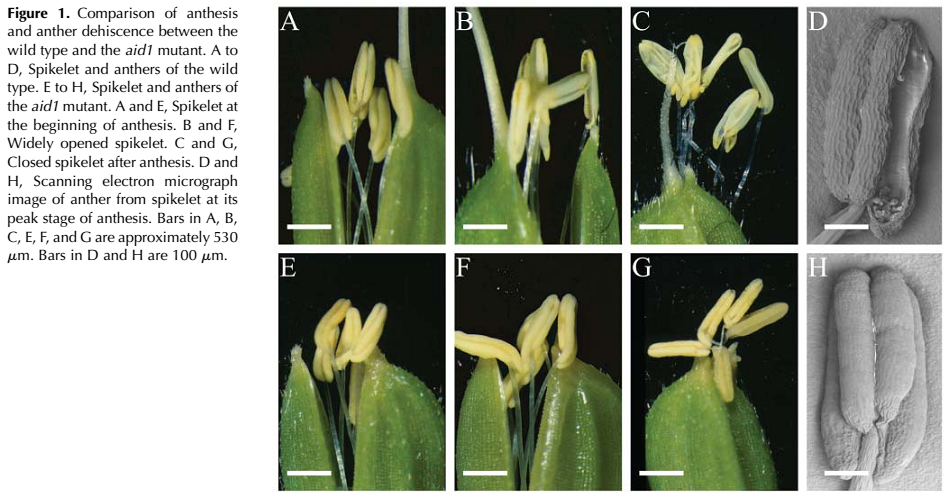 Figure 1. Comparison of anthesis
and anther dehiscence between the
wild type and the aid1 mutant. A to
D, Spikelet and anthers of the wild
type. E to H, Spikelet and anthers of
the aid1 mutant. A and E, Spikelet at
the beginning of anthesis. B and F,
Widely opened spikelet. C and G,
Closed spikelet after anthesis. D and
H, Scanning electron micrograph
image of anther from spikelet at its
peak stage of anthesis. Bars in A, B,
C, E, F, and G are approximately 530
μm. Bars in D and H are 100 μm.
A
B
C
D
E
F
G
H